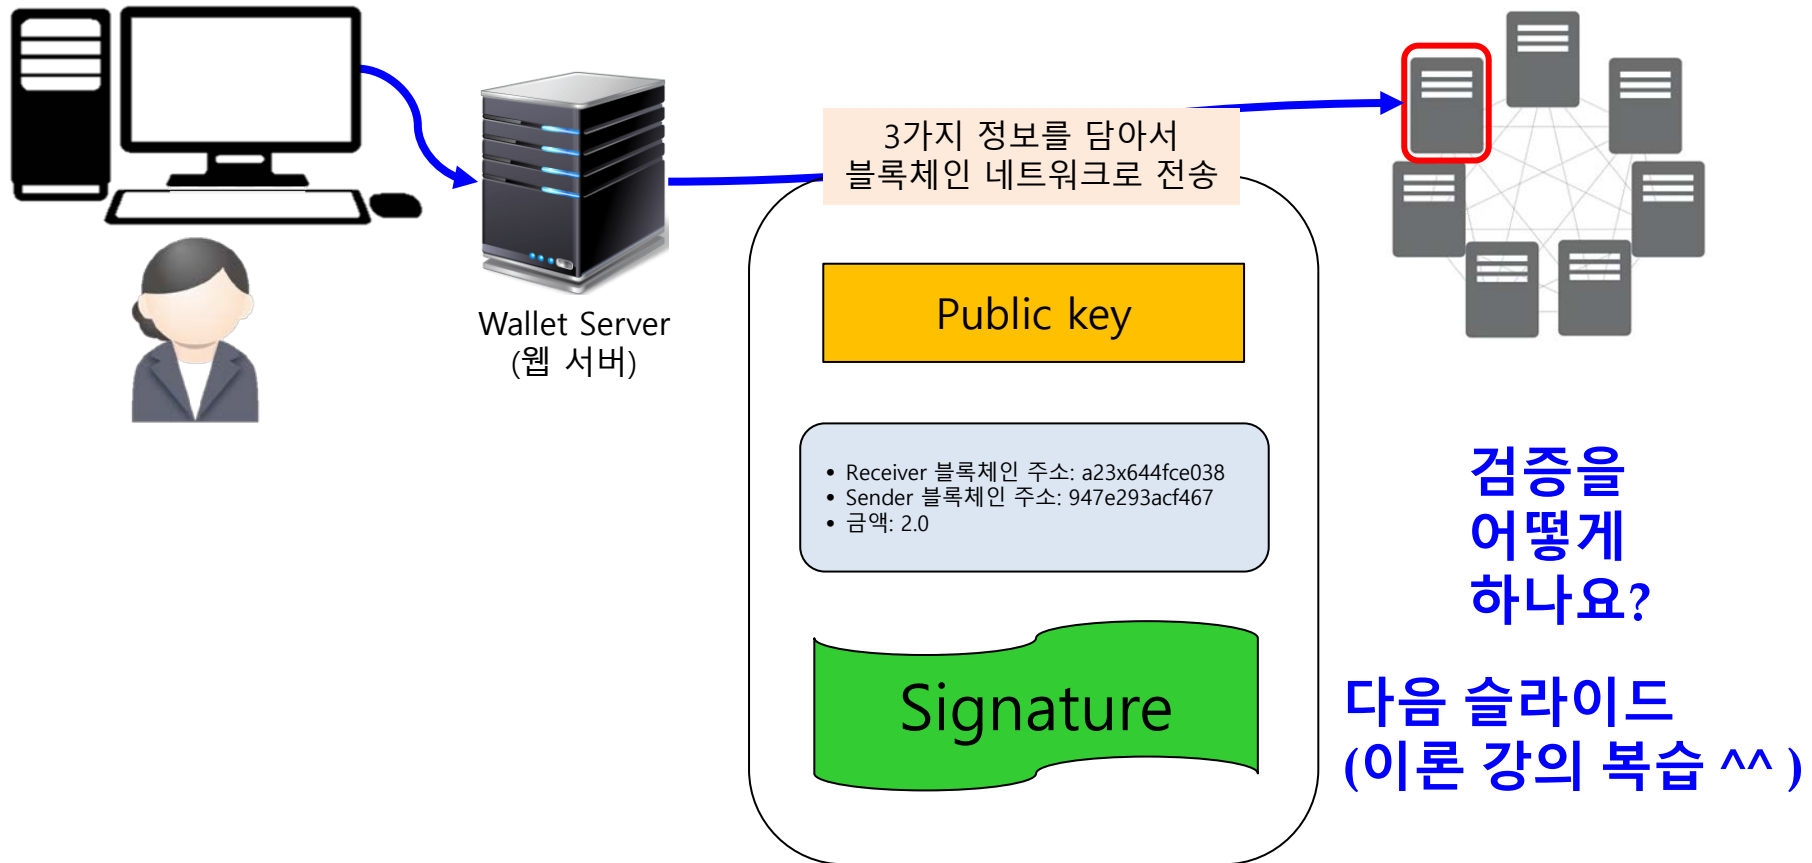 3가지 정보를 담아서
블록체인 네트워크로 전송
Wallet Server
(웹 서버)
Public key
• Receiver 블록체인 주소: a23x644fce038
• Sender 블록체인 주소: 947e293acf467
• 금액: 2.0
Signature
검증을
어떻게
하나요?
다음 슬라이드
(이론 강의 복습 ^^ )